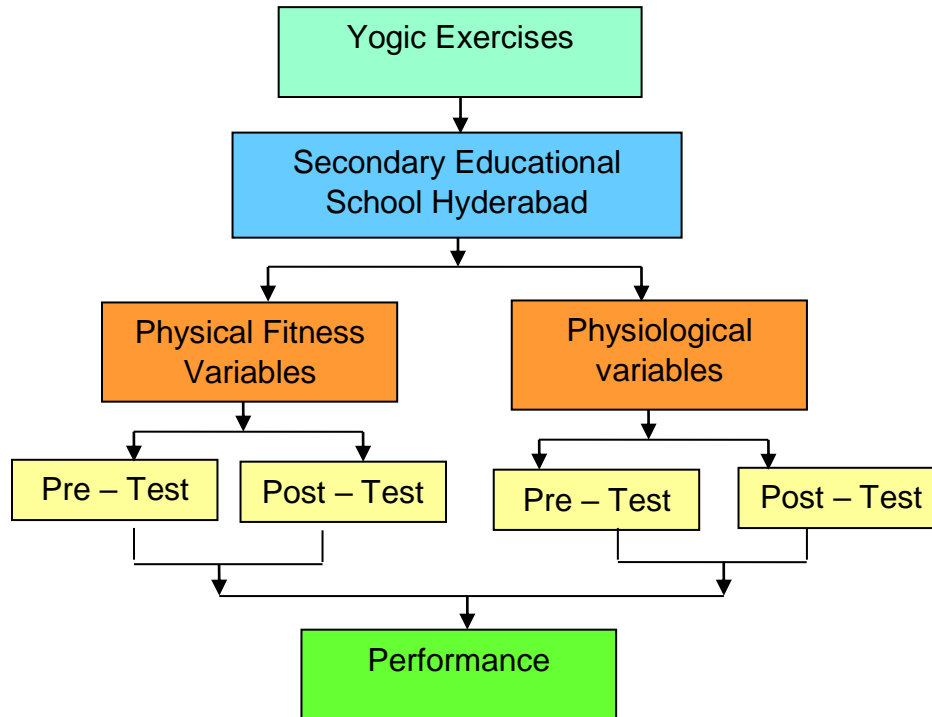 Yogic Exercises
Secondary Educational
School Hyderabad
Physical Fitness
Variables
Physiological
variables
Pre – Test
Post – Test
Pre – Test
Post – Test
Performance